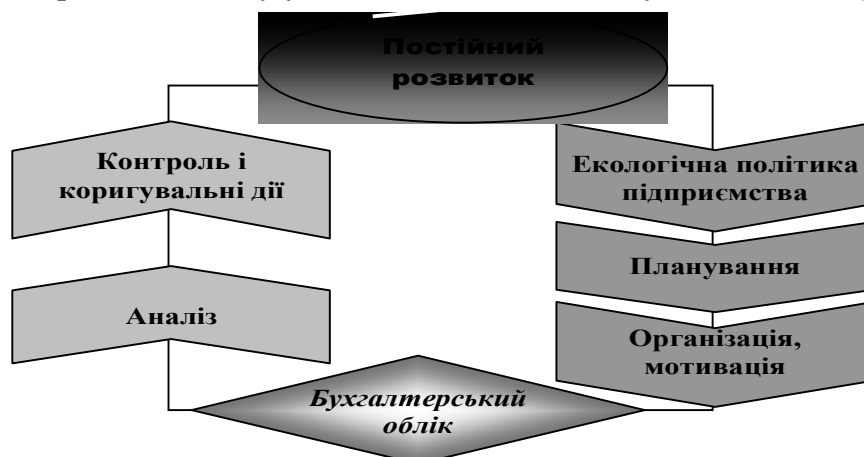 Постійний
розвиток
Контроль і
коригувальні дії
Екологічна політика
підприємства
Планування
Аналіз
Організація,
мотивація
Бухгалтерський
облік